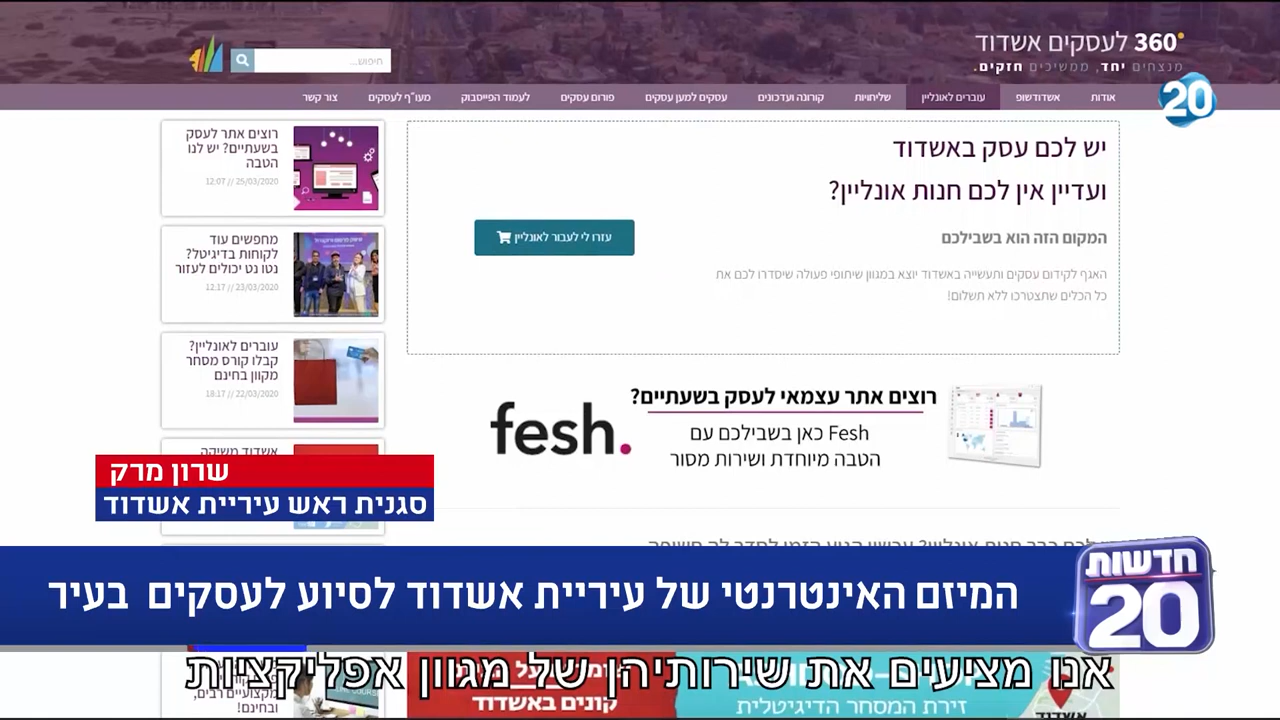 360° לעסקים אשדוד
מנצחים יחד, ממשיכים חזקים.
חיפוש...
20
אודות
אשדודשופ
עוברים לאונליין
שליחויות
קורונה ועדכונים
עסקים למען עסקים
פורום עסקים
לעמוד הפייסבוק
מעו"ף לעסקים
צור קשר
יש לכם עסק באשדוד
ועדיין אין לכם חנות אונליין?
המקום הזה הוא בשבילכם
האגף לקידום עסקים ותעשייה באשדוד יוצא במגוון שיתופי פעולה שיסדרו לכם את
כל הכלים שתצטרכו ללא תשלום!
עזרו לי לעבור לאונליין
רוצים אתר לעסק
בשעתיים? יש לנו
הטבה
25/03/2020 // 12:07
מחפשים עוד
לקוחות בדיגיטל?
נטו נט יכולים לעזור
23/03/2020 // 12:17
עוברים לאונליין?
קבלו קורס מסחר
מקוון בחינם
22/03/2020 // 18:17
אשדוד משיקה
רוצים אתר עצמאי לעסק בשעתיים?
Fesh כאן בשבילכם עם
הטבה מיוחדת ושירות מסור
fesh.
שרון מרק
סגנית ראש עיריית אשדוד
המיזם האינטרנטי של עיריית אשדוד לסיוע לעסקים בעיר
חדשות
20
אנו מציעים את שירותיהן של מגוון אפליקציות
מקצועיים רבים,
ובחינם!
קונים באשדוד
זירת המסחר הדיגיטלית
אשדוד